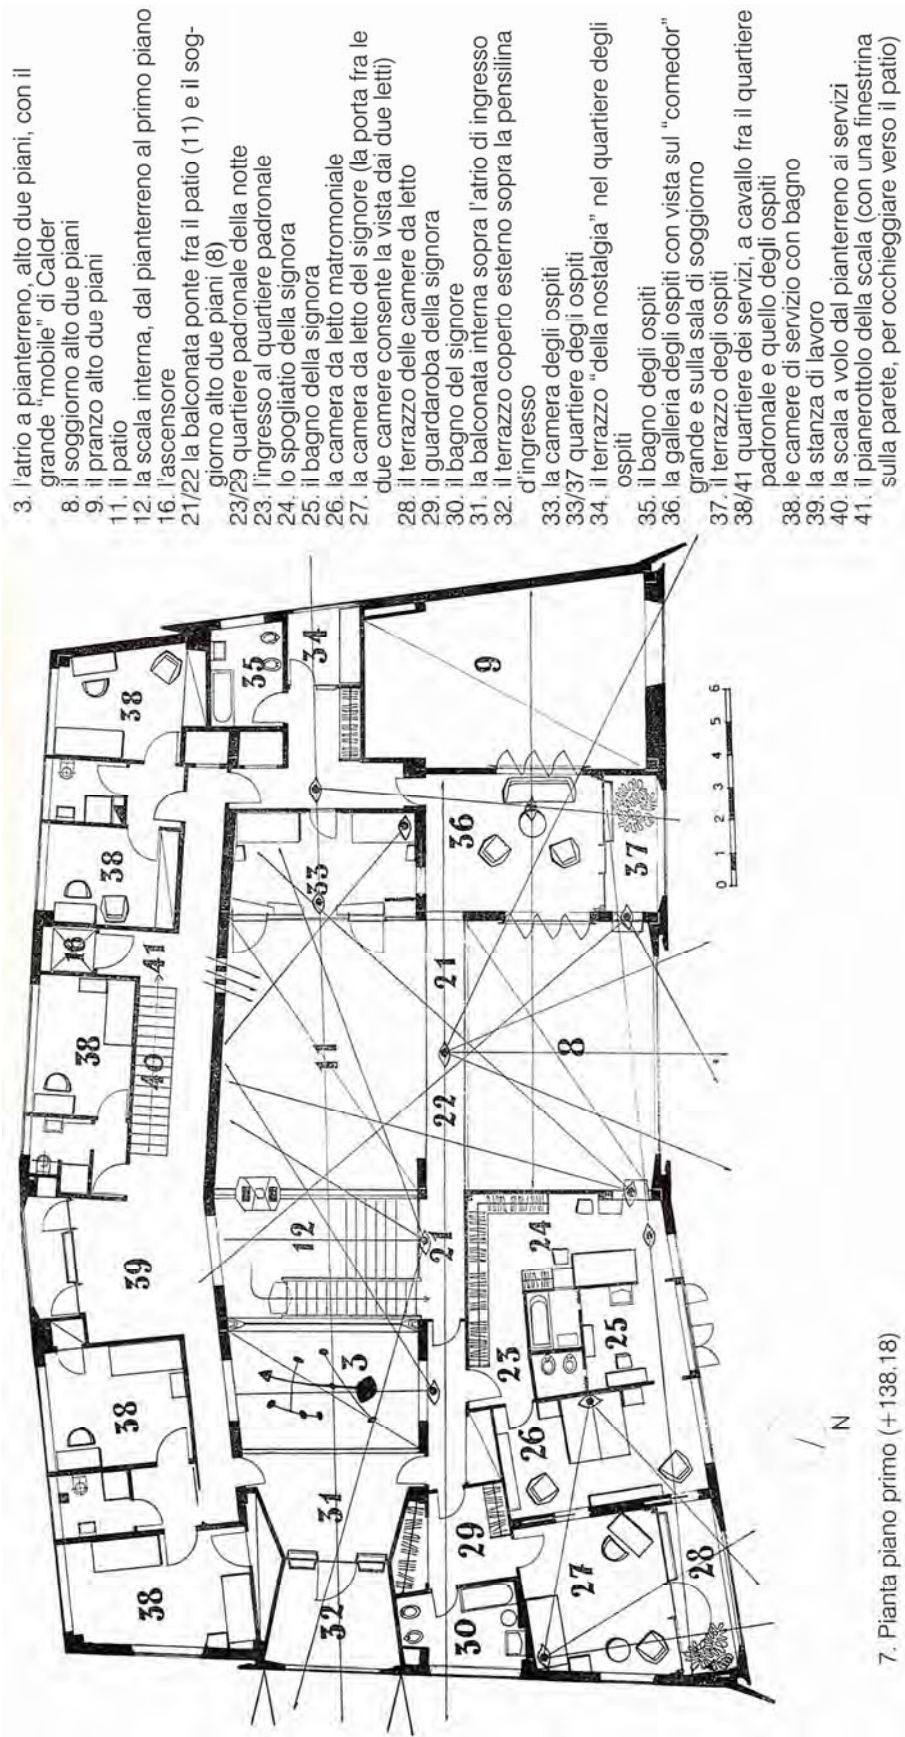 3. l'atrio a pianterreno, alto due piani, con il
grande "mobile" di Calder
8. il soggiorno alto due piani
9. il pranzo alto due piani
11. il patio
12. la scala interna, dal pianterreno al primo piano
16. l'ascensore
21/22 la balconata ponte fra il patio (11) e il sog-
giorno alto due piani (8)
23/29 quartiere padronale della notte
23. l'ingresso al quartiere padronale
24. lo spogliatio della signora
25. il bagno della signora
26. la camera da letto matromoniale
27. la camera da letto del signore (la porta fra le
due camere consente la vista dai due letti)
28. il terrazzo delle camere da letto
29. il guardaroba della signora
30. il bagno del signore
31. la balconata interna sopra l'atrio di ingresso
32. il terrazzo coperto esterno sopra la pensilina
d'ingresso
33. la camera degli ospiti
33/37 quartiere degli ospiti
34. il terrazzo "della nostalgia" nel quartiere degli
ospiti
35. il bagno degli ospiti
36. la galleria degli ospiti con vista sul "comedor"
grande e sulla sala di soggiorno
37. il terrazzo degli ospiti
38/41 quartiere dei servizi, a cavallo fra il quartiere
padronale e quello degli ospiti
38. le camere di servizio con bagno
39. la stanza di lavoro
40. la scala a volo dal pianterreno ai servizi
41. il pianerottolo della scala (con una finestrina
sulla parete, per occhieggiare verso il patio)
38
38
39
38
38
16
40
41
38
35
34
32
31
3
12
11
33
9
30
29
23
21
22
21
36
27
26
25
24
8
37
28
0 1 2 3 4 5 6
N
7. Pianta piano primo (+138.18)